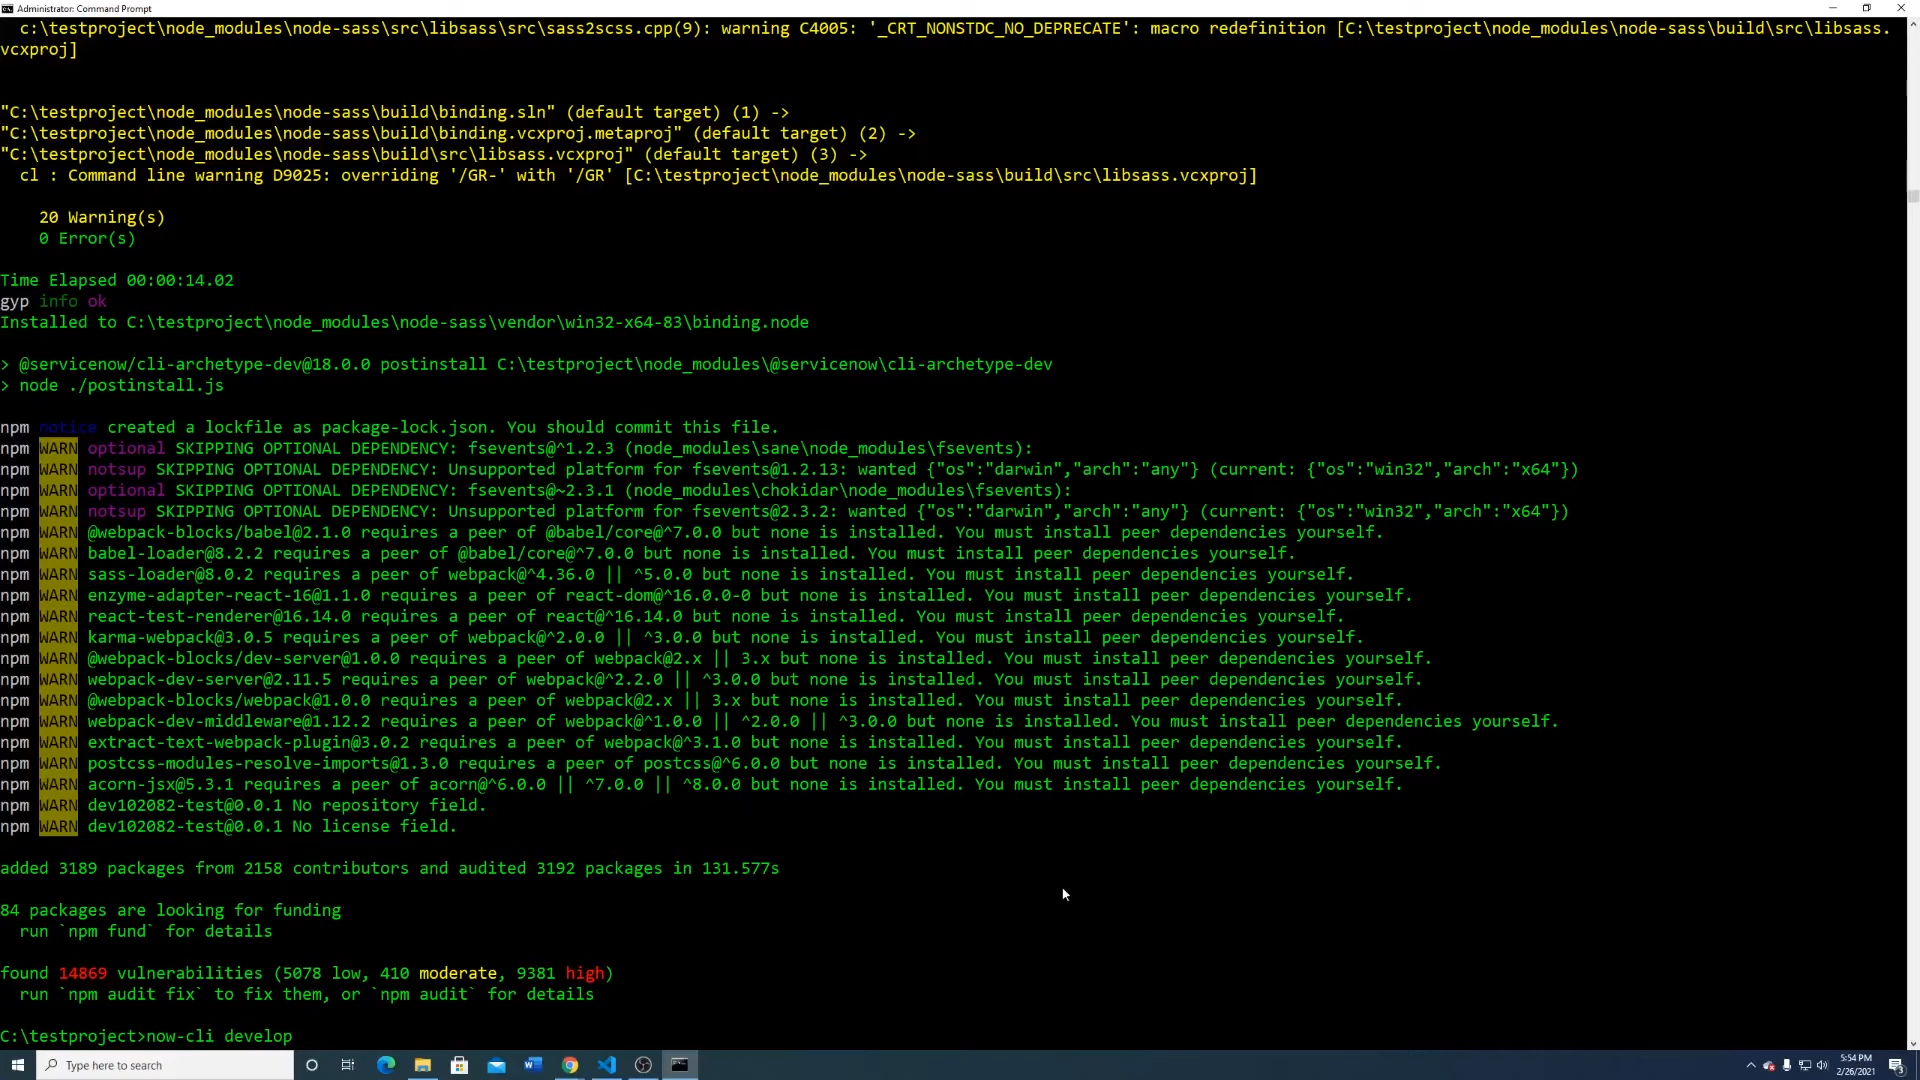 Administrator: Command Prompt
c:\testproject\node_modules\node-sass\src\libsass\src\sass2scss.cpp(9): warning C4005: '_CRT_NONSTDC_NO_DEPRECATE': macro redefinition [C:\testproject\node_modules\node-sass\build\src\libsass.
vcxproj]
"C:\testproject\node_modules\node-sass\build\binding.sln" (default target) (1) ->
"C:\testproject\node_modules\node-sass\build\binding.vcxproj.metaproj" (default target) (2) ->
"C:\testproject\node_modules\node-sass\build\src\libsass.vcxproj" (default target) (3) ->
cl : Command line warning D9025: overriding '/GR-' with '/GR' [C:\testproject\node_modules\node-sass\build\src\libsass.vcxproj]
20 Warning(s)
0 Error(s)
Time Elapsed 00:00:14.02
gyp info ok
Installed to C:\testproject\node_modules\node-sass\vendor\win32-x64-83\binding.node
> @servicenow/cli-archetype-dev@18.0.0 postinstall C:\testproject\node_modules\@servicenow\cli-archetype-dev
> node ./postinstall.js
npm notice created a lockfile as package-lock.json. You should commit this file.
npm WARN optional SKIPPING OPTIONAL DEPENDENCY: fsevents@^1.2.3 (node_modules\sane\node_modules\fsevents):
npm WARN notsup SKIPPING OPTIONAL DEPENDENCY: Unsupported platform for fsevents@1.2.13: wanted {"os":"darwin","arch":"any"} (current: {"os":"win32","arch":"x64"})
npm WARN optional SKIPPING OPTIONAL DEPENDENCY: fsevents@~2.3.1 (node_modules\chokidar\node_modules\fsevents):
npm WARN notsup SKIPPING OPTIONAL DEPENDENCY: Unsupported platform for fsevents@2.3.2: wanted {"os":"darwin","arch":"any"} (current: {"os":"win32","arch":"x64"})
npm WARN @webpack-blocks/babel@2.1.0 requires a peer of @babel/core@^7.0.0 but none is installed. You must install peer dependencies yourself.
npm WARN babel-loader@8.2.2 requires a peer of @babel/core@^7.0.0 but none is installed. You must install peer dependencies yourself.
npm WARN sass-loader@8.0.2 requires a peer of webpack@^4.36.0 || ^5.0.0 but none is installed. You must install peer dependencies yourself.
npm WARN enzyme-adapter-react-16@1.1.0 requires a peer of react-dom@^16.0.0-0 but none is installed. You must install peer dependencies yourself.
npm WARN react-test-renderer@16.14.0 requires a peer of react@^16.14.0 but none is installed. You must install peer dependencies yourself.
npm WARN karma-webpack@3.0.5 requires a peer of webpack@^2.0.0 || ^3.0.0 but none is installed. You must install peer dependencies yourself.
npm WARN @webpack-blocks/dev-server@1.0.0 requires a peer of webpack@2.x || 3.x but none is installed. You must install peer dependencies yourself.
npm WARN webpack-dev-server@2.11.5 requires a peer of webpack@^2.2.0 || ^3.0.0 but none is installed. You must install peer dependencies yourself.
npm WARN @webpack-blocks/webpack@1.0.0 requires a peer of webpack@2.x || 3.x but none is installed. You must install peer dependencies yourself.
npm WARN webpack-dev-middleware@1.12.2 requires a peer of webpack@^1.0.0 || ^2.0.0 || ^3.0.0 but none is installed. You must install peer dependencies yourself.
npm WARN extract-text-webpack-plugin@3.0.2 requires a peer of webpack@^3.1.0 but none is installed. You must install peer dependencies yourself.
npm WARN postcss-modules-resolve-imports@1.3.0 requires a peer of postcss@^6.0.0 but none is installed. You must install peer dependencies yourself.
npm WARN acorn-jsx@5.3.1 requires a peer of acorn@^6.0.0 || ^7.0.0 || ^8.0.0 but none is installed. You must install peer dependencies yourself.
npm WARN dev102082-test@0.0.1 No repository field.
npm WARN dev102082-test@0.0.1 No license field.
added 3189 packages from 2158 contributors and audited 3192 packages in 131.577s
84 packages are looking for funding
run `npm fund` for details
found 14869 vulnerabilities (5078 low, 410 moderate, 9381 high)
run `npm audit fix` to fix them, or `npm audit` for details
C:\testproject>now-cli develop
Type here to search
5:54 PM
2/26/2021
3